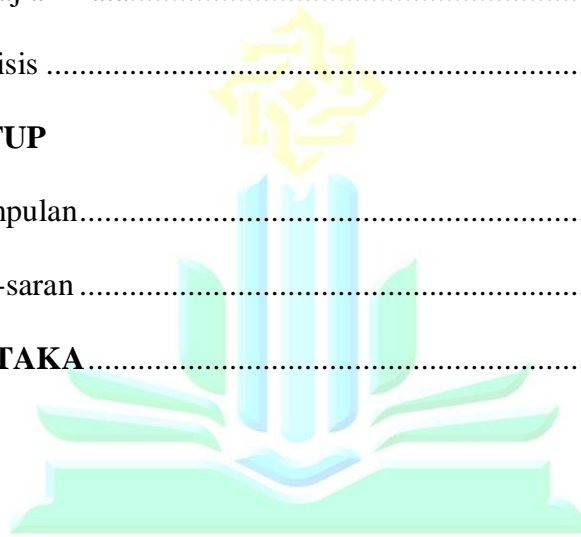 isis ................................................................
TUP
mpulan................................................................
-saran ................................................................
TAKA................................................................